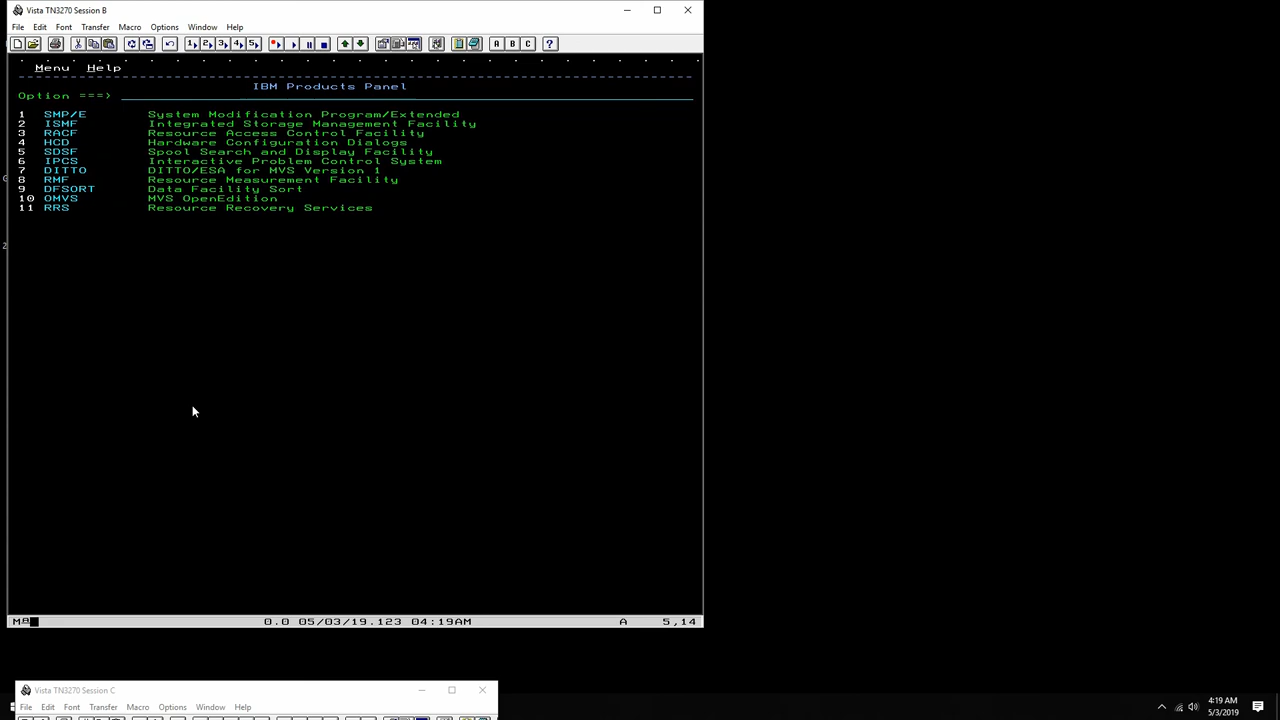 Vista TN3270 Session B
File Edit Font Transfer Macro Options Window Help
1 2 3 4 5 A B C ?
Menu Help
IBM Products Panel
Option ===>
1 SMP/E System Modification Program/Extended
2 ISMF Integrated Storage Management Facility
3 RACF Resource Access Control Facility
4 HCD Hardware Configuration Dialogs
5 SDSF Spool Search and Display Facility
6 IPCS Interactive Problem Control System
7 DITTO DITTO/ESA for MVS Version 1
8 RMF Resource Measurement Facility
9 DFSORT Data Facility Sort
10 OMVS MVS OpenEdition
11 RRS Resource Recovery Services
0.0 05/03/19.123 04:19AM A 5,14
Vista TN3270 Session C
File Edit Font Transfer Macro Options Window Help
4:19 AM
5/3/2019